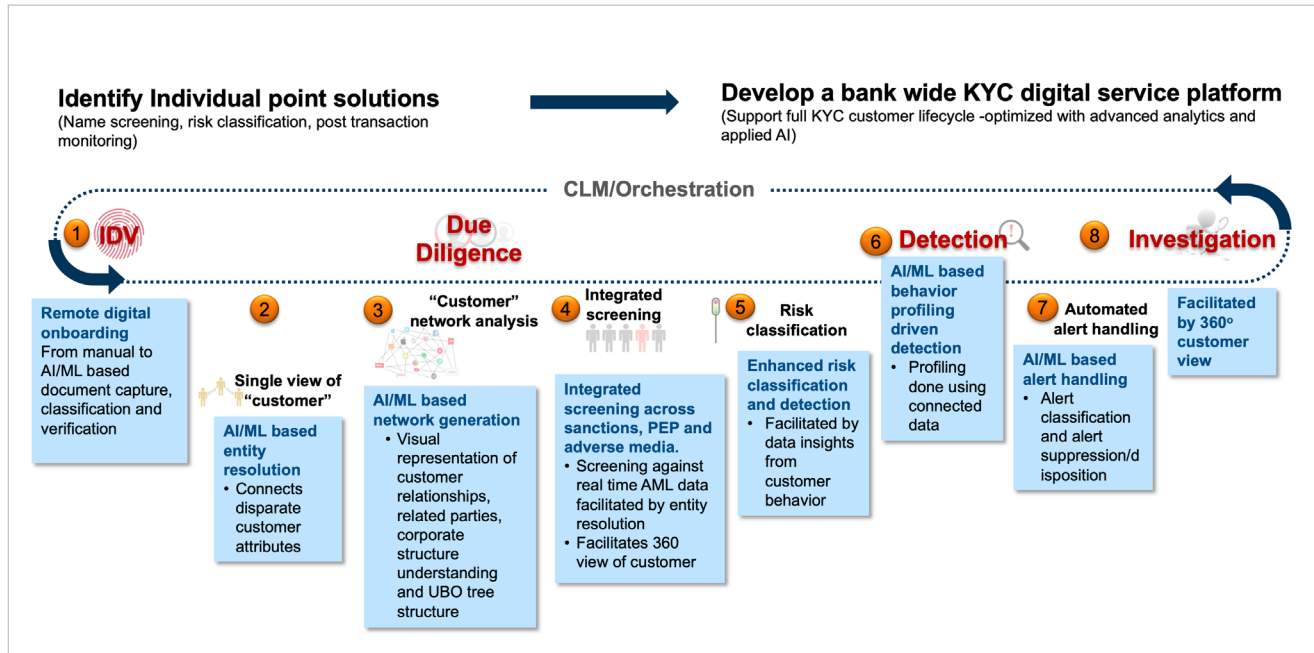 Identify Individual point solutions
(Name screening, risk classification, post transaction
monitoring)
Develop a bank wide KYC digital service platform
(Support full KYC customer lifecycle -optimized with advanced analytics and
applied AI)
CLM/Orchestration
1
IDV
Due
Diligence
6
Detection
8
Investigation
Remote digital
onboarding
From manual to
AI/ML based
document capture,
classification and
verification
2
Single view of
“customer”
AI/ML based
entity
resolution
• Connects
disparate
customer
attributes
3
“Customer”
network analysis
AI/ML based
network generation
• Visual
representation of
customer
relationships,
related parties,
corporate
structure
understanding
and UBO tree
structure
4
Integrated
screening
Integrated
screening across
sanctions, PEP and
adverse media.
• Screening against
real time AML data
facilitated by entity
resolution
• Facilitates 360
view of customer
5
Risk
classification
Enhanced risk
classification
and detection
• Facilitated by
data insights
from
customer
behavior
AI/ML based
behavior
profiling
driven
detection
• Profiling
done using
connected
data
7
Automated
alert handling
AI/ML based
alert handling
• Alert
classification
and alert
suppression/d
isposition
Facilitated
by 360º
customer
view